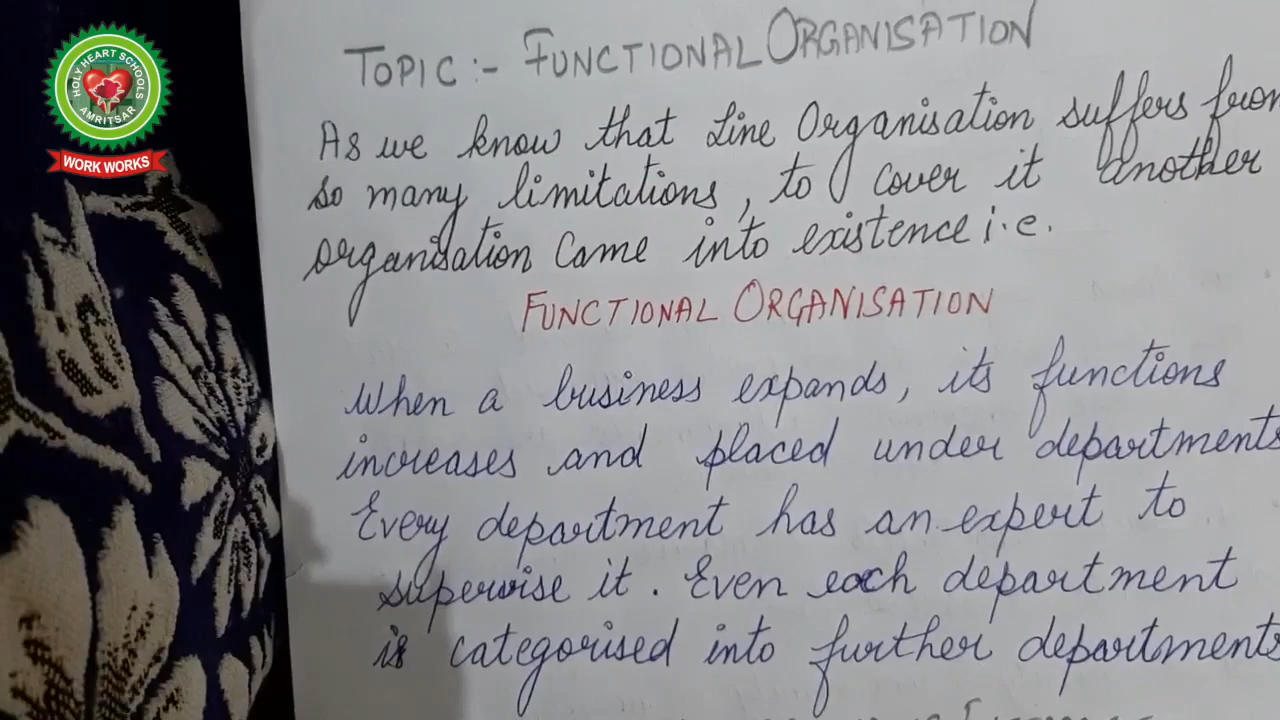 HOLY HEART SCHOOLS
AMRITSAR
WORK WORKS
TOPIC :- FUNCTIONAL ORGANISATION
As we know that Line Organisation suffers from
so many limitations, to cover it another
organisation came into existence i.e.
FUNCTIONAL ORGANISATION
When a business expands, its functions
increases and placed under departments
Every department has an expert to
supervise it. Even each department
is categorised into further departments